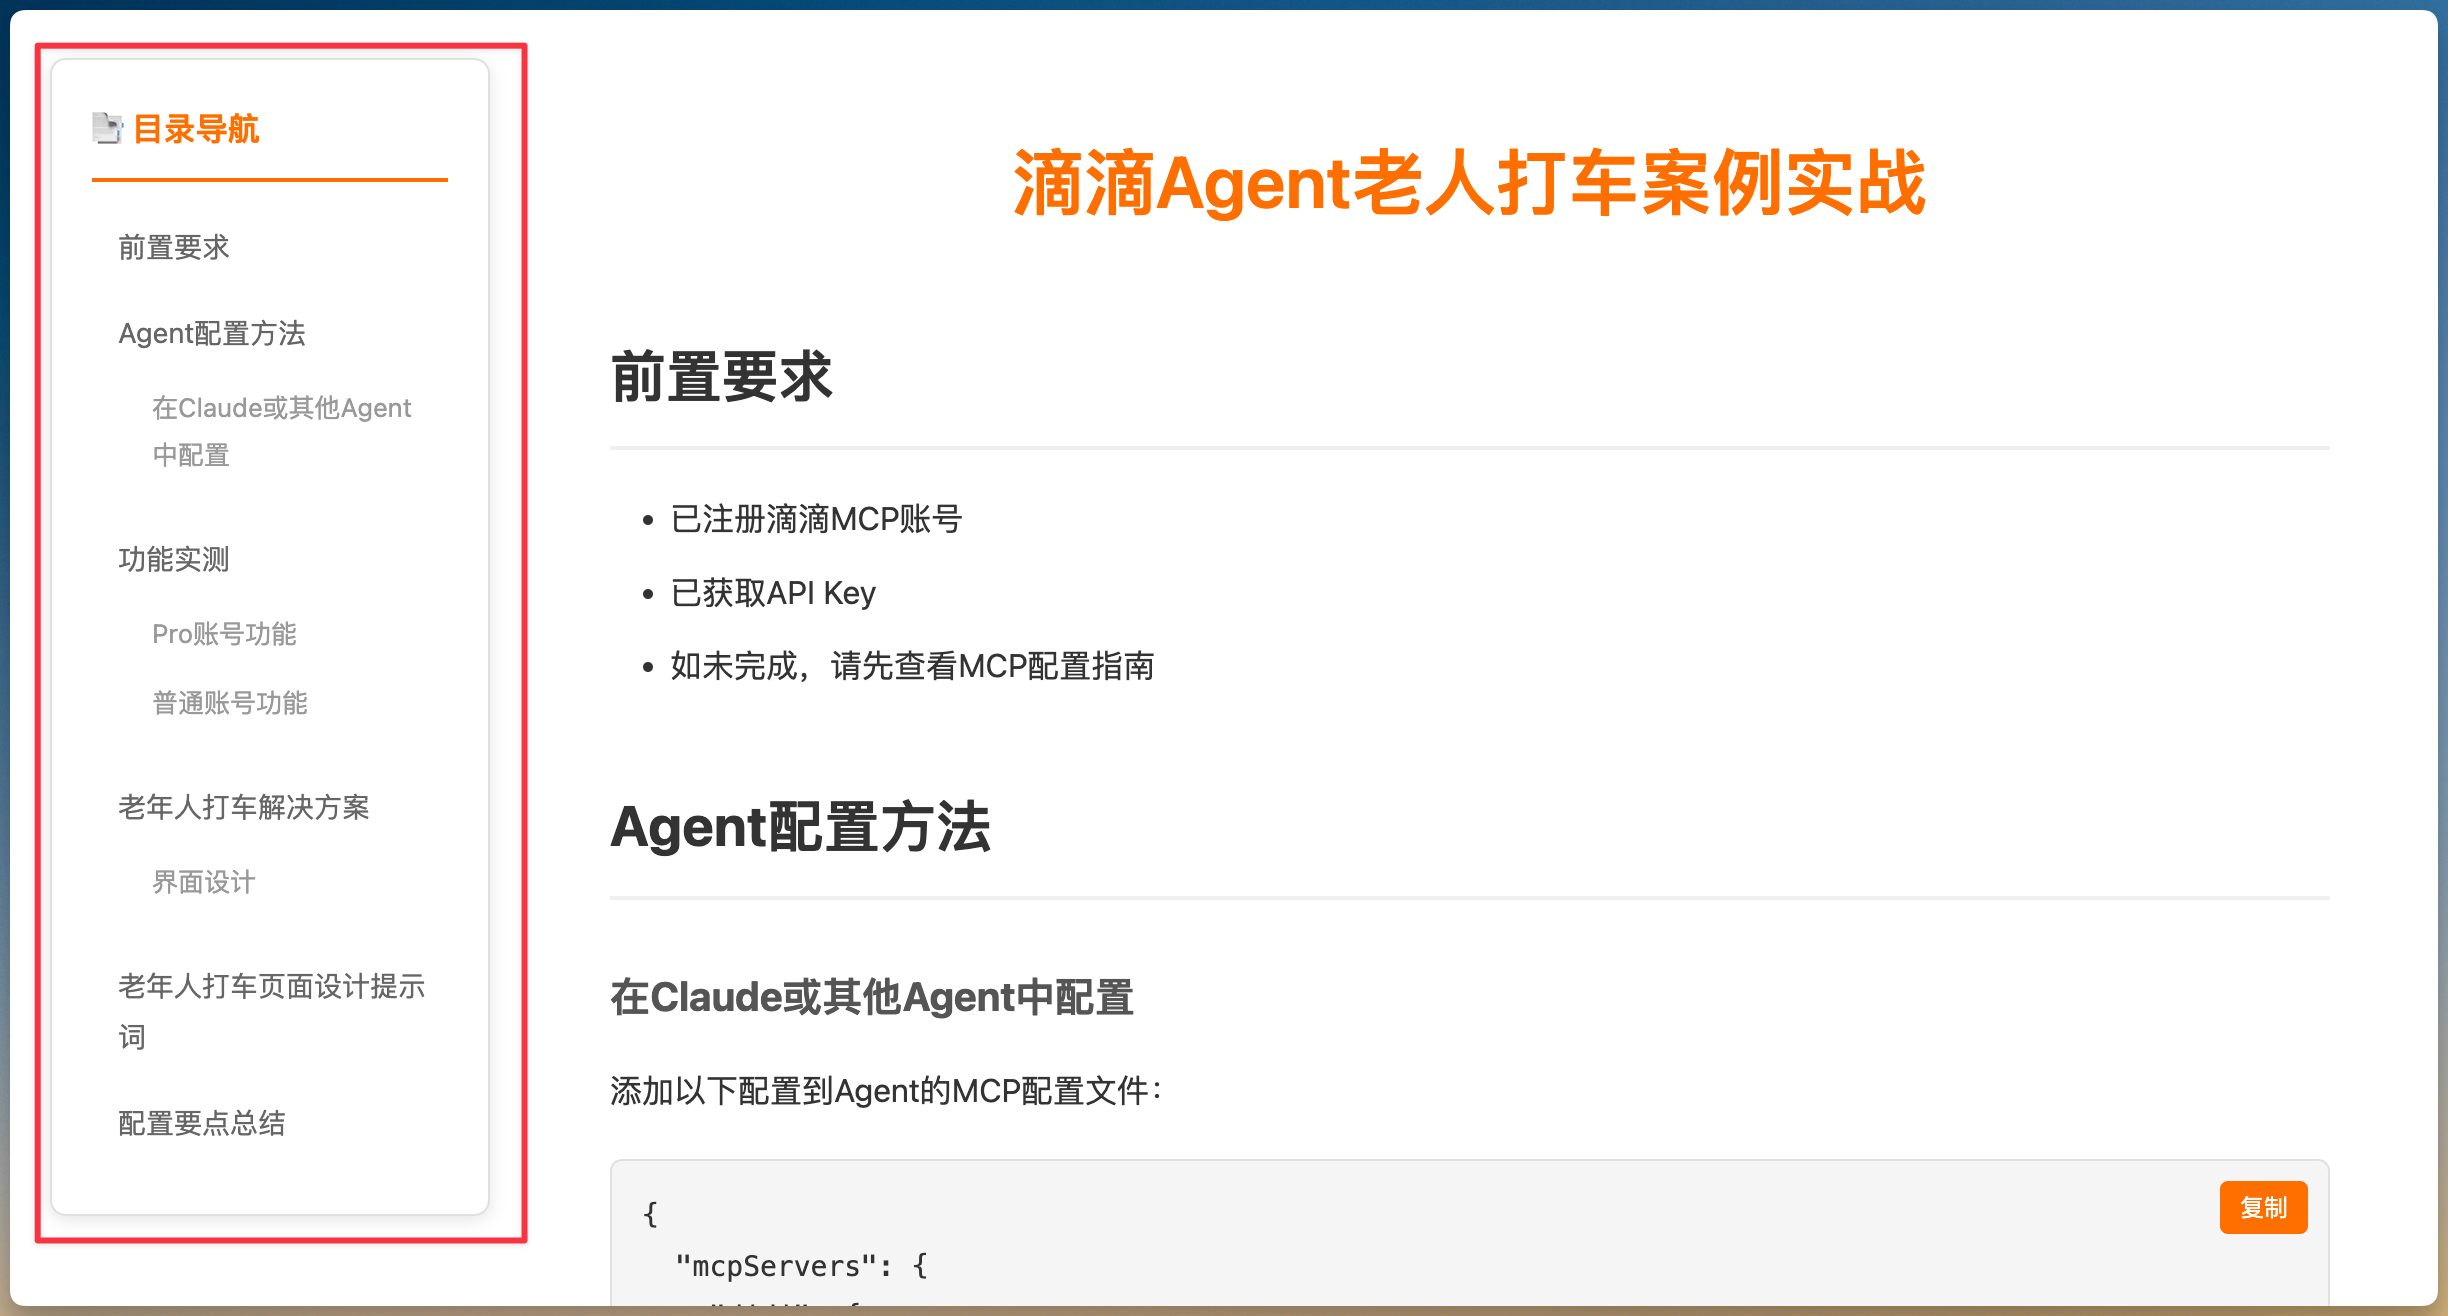 目录导航
前置要求
Agent配置方法
在Claude或其他Agent
中配置
功能实测
Pro账号功能
普通账号功能
老年人打车解决方案
界面设计
老年人打车页面设计提示
词
配置要点总结
滴滴Agent老人打车案例实战
前置要求
• 已注册滴滴MCP账号
• 已获取API Key
• 如未完成，请先查看MCP配置指南
Agent配置方法
在Claude或其他Agent中配置
添加以下配置到Agent的MCP配置文件：
复制
{
"mcpServers": {